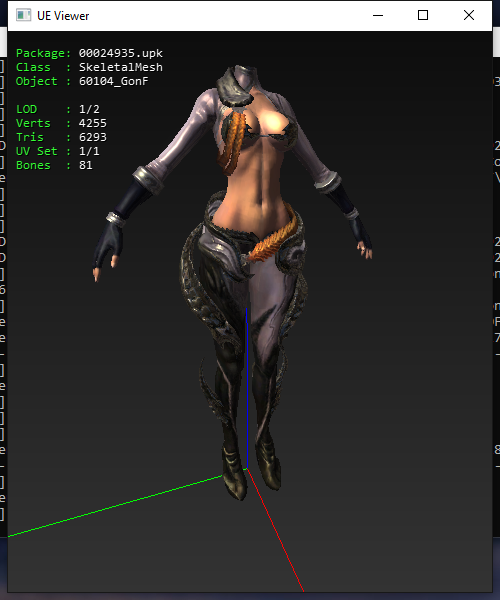 UE Viewer
Package: 00024935.upk
Class : SkeletalMesh
Object : 60104_GonF
LOD : 1/2
Verts : 4255
Tris : 6293
UV Set : 1/1
Bones : 81